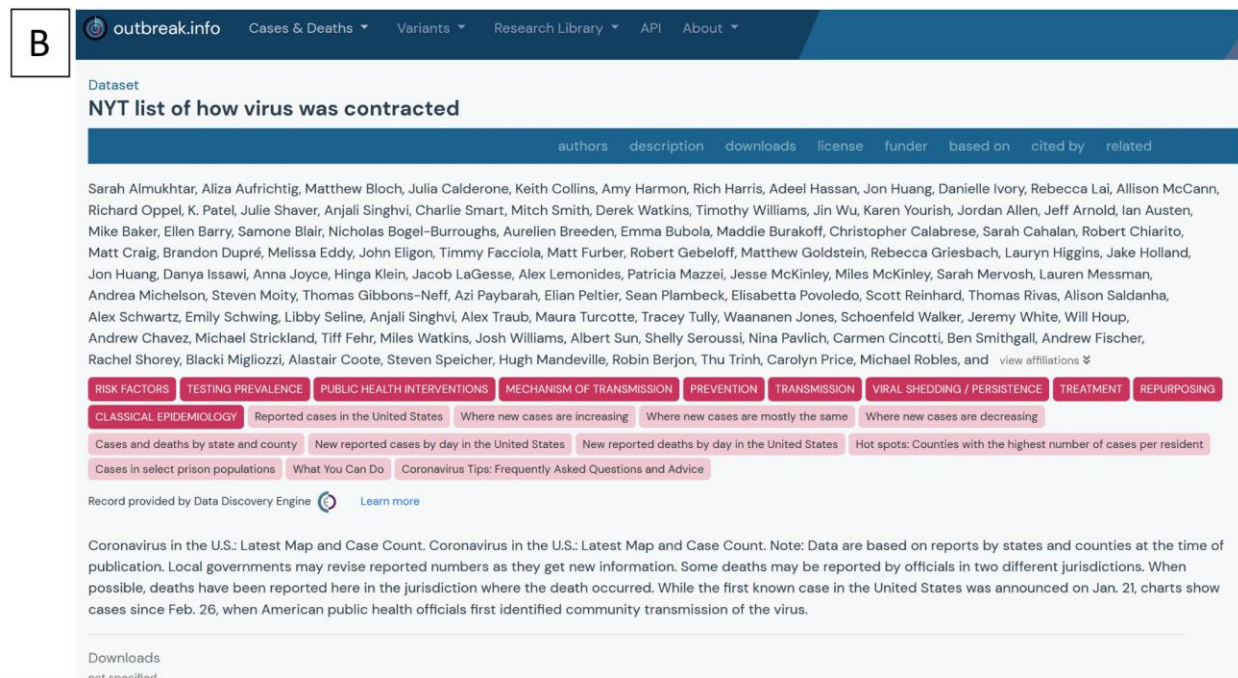 B
outbreak.info Cases & Deaths Variants Research Library API About
Dataset
NYT list of how virus was contracted
authors description downloads license funder based on cited by related
Sarah Almukhtar, Aliza Aufrichtig, Matthew Bloch, Julia Calderone, Keith Collins, Amy Harmon, Rich Harris, Adeel Hassan, Jon Huang, Danielle Ivory, Rebecca Lai, Allison McCann,
Richard Oppel, K. Patel, Julie Shaver, Anjali Singhvi, Charlie Smart, Mitch Smith, Derek Watkins, Timothy Williams, Jin Wu, Karen Yourish, Jordan Allen, Jeff Arnold, Ian Austen,
Mike Baker, Ellen Barry, Samone Blair, Nicholas Bogel-Burroughs, Aurelien Breeden, Emma Bubola, Maddie Burakoff, Christopher Calabrese, Sarah Cahalan, Robert Chiarito,
Matt Craig, Brandon Dupré, Melissa Eddy, John Eligon, Timmy Facciola, Matt Furber, Robert Gebeloff, Matthew Goldstein, Rebecca Griesbach, Lauryn Higgins, Jake Holland,
Jon Huang, Danya Issawi, Anna Joyce, Hinga Klein, Jacob LaGesse, Alex Lemonides, Patricia Mazzei, Jesse McKinley, Miles McKinley, Sarah Mervosh, Lauren Messman,
Andrea Michelson, Steven Moity, Thomas Gibbons-Neff, Azi Paybarah, Elian Peltier, Sean Plambeck, Elisabetta Povoledo, Scott Reinhard, Thomas Rivas, Alison Saldanha,
Alex Schwartz, Emily Schwing, Libby Seline, Anjali Singhvi, Alex Traub, Maura Turcotte, Tracey Tully, Waananen Jones, Schoenfeld Walker, Jeremy White, Will Houp,
Andrew Chavez, Michael Strickland, Tiff Fehr, Miles Watkins, Josh Williams, Albert Sun, Shelly Seroussi, Nina Pavlich, Carmen Cincotti, Ben Smithgall, Andrew Fischer,
Rachel Shorey, Blacki Migliozzi, Alastair Coote, Steven Speicher, Hugh Mandeville, Robin Berjon, Thu Trinh, Carolyn Price, Michael Robles, and view affiliations
RISK FACTORS TESTING PREVALENCE PUBLIC HEALTH INTERVENTIONS MECHANISM OF TRANSMISSION PREVENTION TRANSMISSION VIRAL SHEDDING / PERSISTENCE TREATMENT REPURPOSING
CLASSICAL EPIDEMIOLOGY Reported cases in the United States Where new cases are increasing Where new cases are mostly the same Where new cases are decreasing
Cases and deaths by state and county New reported cases by day in the United States New reported deaths by day in the United States Hot spots: Counties with the highest number of cases per resident
Cases in select prison populations What You Can Do Coronavirus Tips: Frequently Asked Questions and Advice
Record provided by Data Discovery Engine Learn more
Coronavirus in the U.S.: Latest Map and Case Count. Coronavirus in the U.S.: Latest Map and Case Count. Note: Data are based on reports by states and counties at the time of
publication. Local governments may revise reported numbers as they get new information. Some deaths may be reported by officials in two different jurisdictions. When
possible, deaths have been reported here in the jurisdiction where the death occurred. While the first known case in the United States was announced on Jan. 21, charts show
cases since Feb. 26, when American public health officials first identified community transmission of the virus.
Downloads
not specified